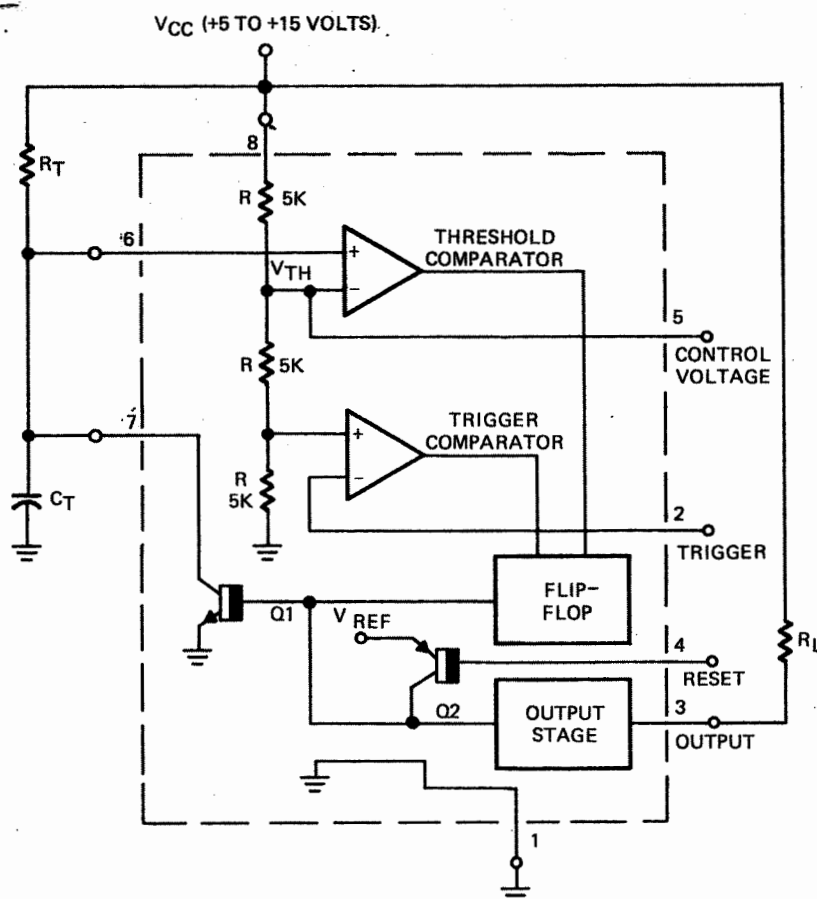 VCC (+5 TO +15 VOLTS)
8
RT
R 5K
6
THRESHOLD
COMPARATOR
+
VTH
−
5
CONTROL
VOLTAGE
R 5K
7
TRIGGER
COMPARATOR
+
−
R
5K
CT
2
TRIGGER
FLIP–
FLOP
Q1
V REF
4
RESET
RL
Q2
OUTPUT
STAGE
3
OUTPUT
1